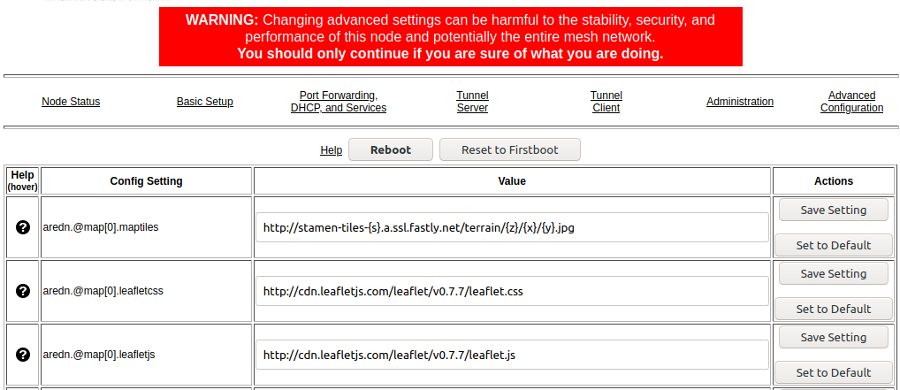 WARNING: Changing advanced settings can be harmful to the stability, security, and
performance of this node and potentially the entire mesh network.
You should only continue if you are sure of what you are doing.
Node Status
Basic Setup
Port Forwarding,
DHCP, and Services
Tunnel
Server
Tunnel
Client
Administration
Advanced
Configuration
Help
Reboot
Reset to Firstboot
Help
(hover)
Config Setting
Value
Actions
?
aredn.@map[0].maptiles
http://stamen-tiles-{s}.a.ssl.fastly.net/terrain/{z}/{x}/{y}.jpg
Save Setting
Set to Default
?
aredn.@map[0].leafletcss
http://cdn.leafletjs.com/leaflet/v0.7.7/leaflet.css
Save Setting
Set to Default
?
aredn.@map[0].leafletjs
http://cdn.leafletjs.com/leaflet/v0.7.7/leaflet.js
Save Setting
Set to Default